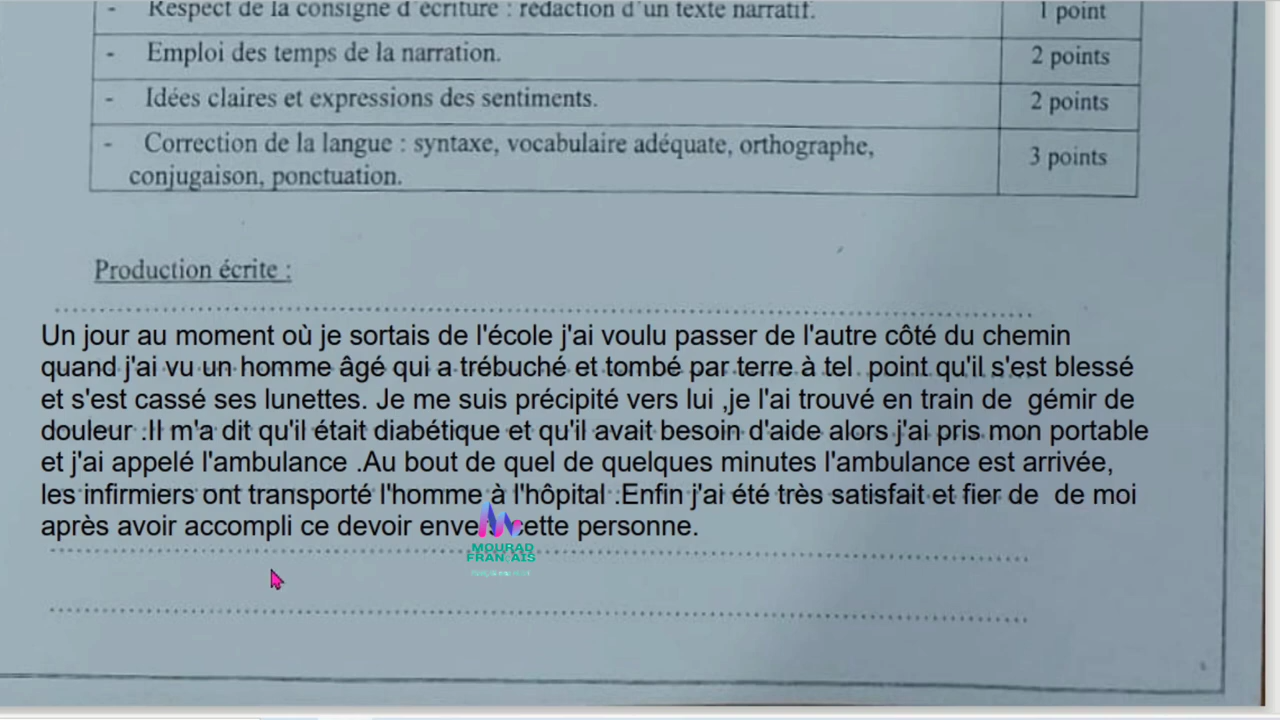 - Respect de la consigne d'écriture : rédaction d'un texte narratif. 1 point
- Emploi des temps de la narration. 2 points
- Idées claires et expressions des sentiments. 2 points
- Correction de la langue : syntaxe, vocabulaire adéquate, orthographe, 3 points
conjugaison, ponctuation.
Production écrite :
Un jour au moment où je sortais de l'école j'ai voulu passer de l'autre côté du chemin
quand j'ai vu un homme âgé qui a trébuché et tombé par terre à tel point qu'il s'est blessé
et s'est cassé ses lunettes. Je me suis précipité vers lui ,je l'ai trouvé en train de gémir de
douleur .Il m'a dit qu'il était diabétique et qu'il avait besoin d'aide alors j'ai pris mon portable
et j'ai appelé l'ambulance .Au bout de quel de quelques minutes l'ambulance est arrivée,
les infirmiers ont transporté l'homme à l'hôpital .Enfin j'ai été très satisfait et fier de de moi
après avoir accompli ce devoir envers cette personne.
MOURAD
FRANÇAIS